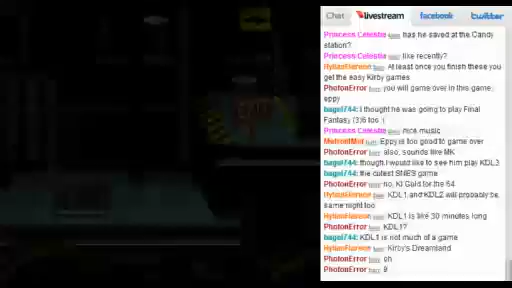 Chat
livestream
facebook
twitter
Princess Celestia: has he saved at the Candy
station?
Princess Celestia: like recently?
HylianFlareon: At least once you finish these you
get the easy Kirby games
PhotonError: you will game over in this game,
eppy
bagel744: I thought he was going to play Final
Fantasy (3)6 too :(
Princess Celestia: nice music
Eppy is too good to game over
PhotonError: also, sounds like MK
bagel744: though I would like to see him play KDL3
bagel744: the cutest SNES game
PhotonError: no, KI Gold for the 64
HylianFlareon: KDL1 and KDL2 will probably be
same night too
HylianFlareon: KDL1 is like 30 minutes long
PhotonError: KDL1?
bagel744: KDL1 is not much of a game
HylianFlareon: Kirby's Dreamland
PhotonError: oh
PhotonError: 9